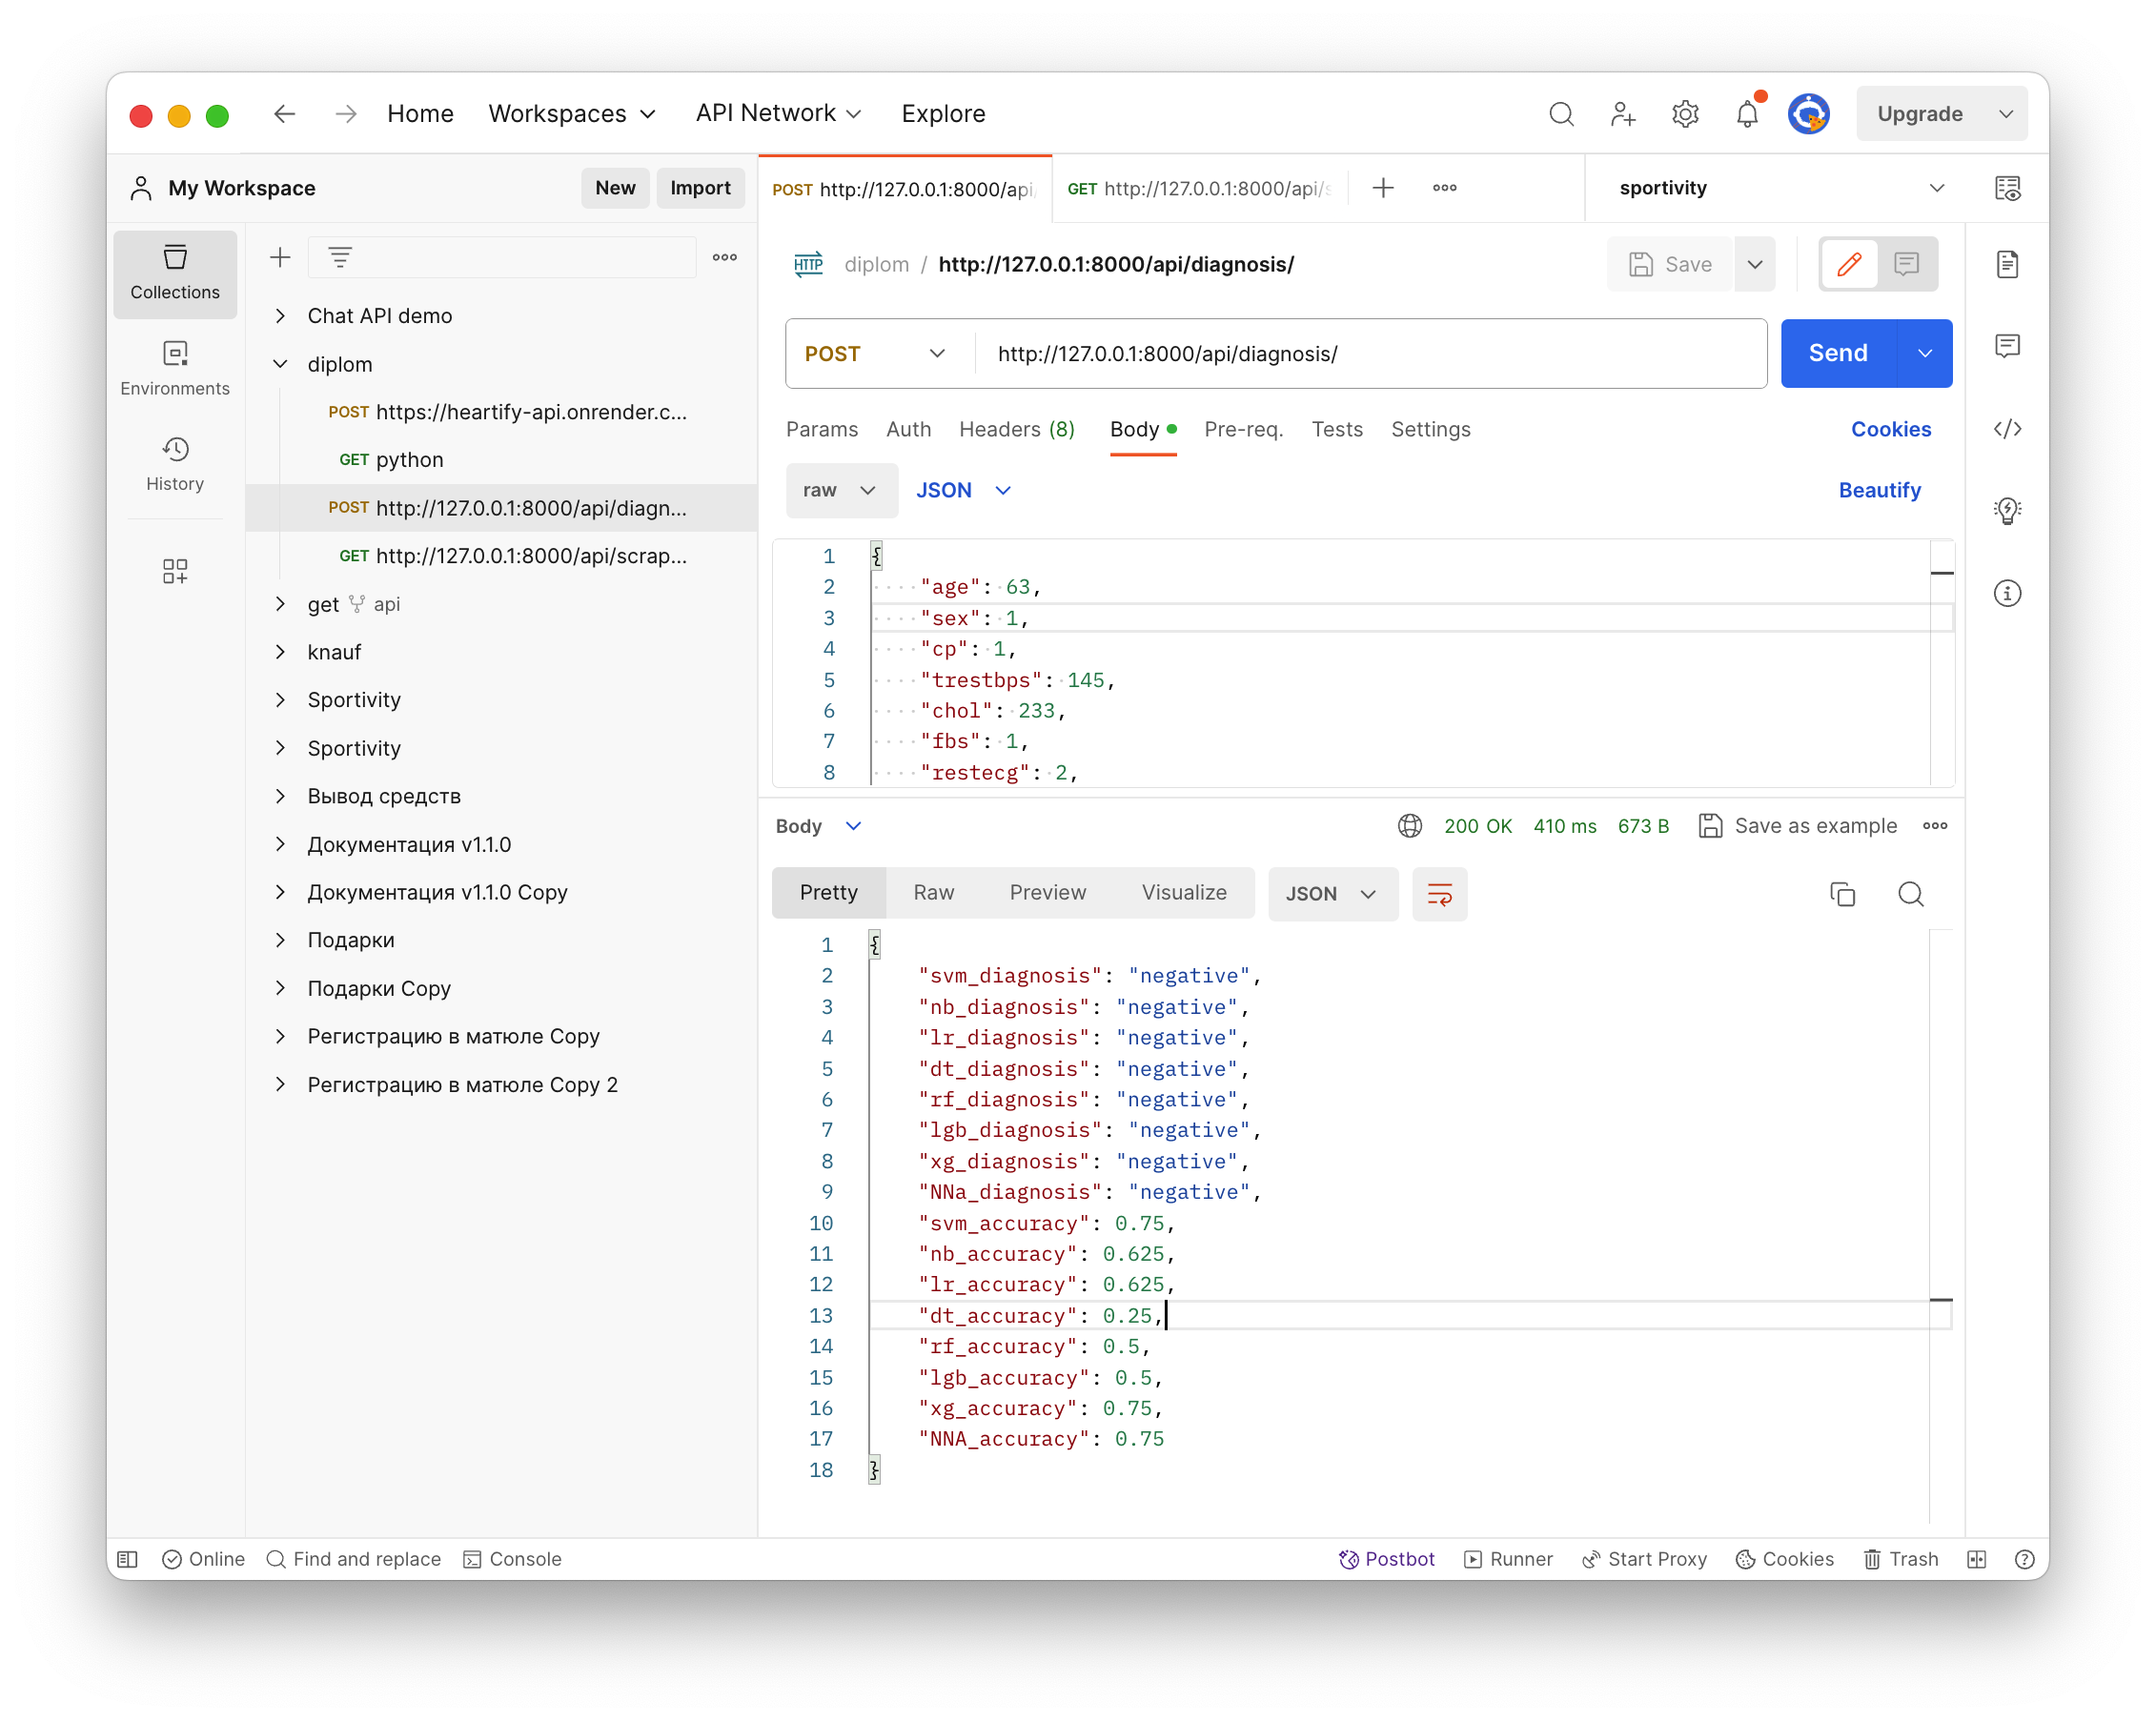 Home Workspaces API Network Explore Upgrade
My Workspace New Import
POST http://127.0.0.1:8000/api/ GET http://127.0.0.1:8000/api/s sportivity
Collections
Environments
History
Chat API demo
diplom
POST https://heartify-api.onrender.c...
GET python
POST http://127.0.0.1:8000/api/diagn...
GET http://127.0.0.1:8000/api/scrap...
get api
knauf
Sportivity
Sportivity
Вывод средств
Документация v1.1.0
Документация v1.1.0 Copy
Подарки
Подарки Copy
Регистрацию в матюле Copy
Регистрацию в матюле Copy 2
HTTP diplom / http://127.0.0.1:8000/api/diagnosis/ Save
POST http://127.0.0.1:8000/api/diagnosis/ Send
Params Auth Headers (8) Body Pre-req. Tests Settings Cookies
raw JSON Beautify
1 {
2 "age": 63,
3 "sex": 1,
4 "cp": 1,
5 "trestbps": 145,
6 "chol": 233,
7 "fbs": 1,
8 "restecg": 2,
Body 200 OK 410 ms 673 B Save as example
Pretty Raw Preview Visualize JSON
1 {
2 "svm_diagnosis": "negative",
3 "nb_diagnosis": "negative",
4 "lr_diagnosis": "negative",
5 "dt_diagnosis": "negative",
6 "rf_diagnosis": "negative",
7 "lgb_diagnosis": "negative",
8 "xg_diagnosis": "negative",
9 "NNa_diagnosis": "negative",
10 "svm_accuracy": 0.75,
11 "nb_accuracy": 0.625,
12 "lr_accuracy": 0.625,
13 "dt_accuracy": 0.25,
14 "rf_accuracy": 0.5,
15 "lgb_accuracy": 0.5,
16 "xg_accuracy": 0.75,
17 "NNA_accuracy": 0.75
18 }
Online Find and replace Console Postbot Runner Start Proxy Cookies Trash